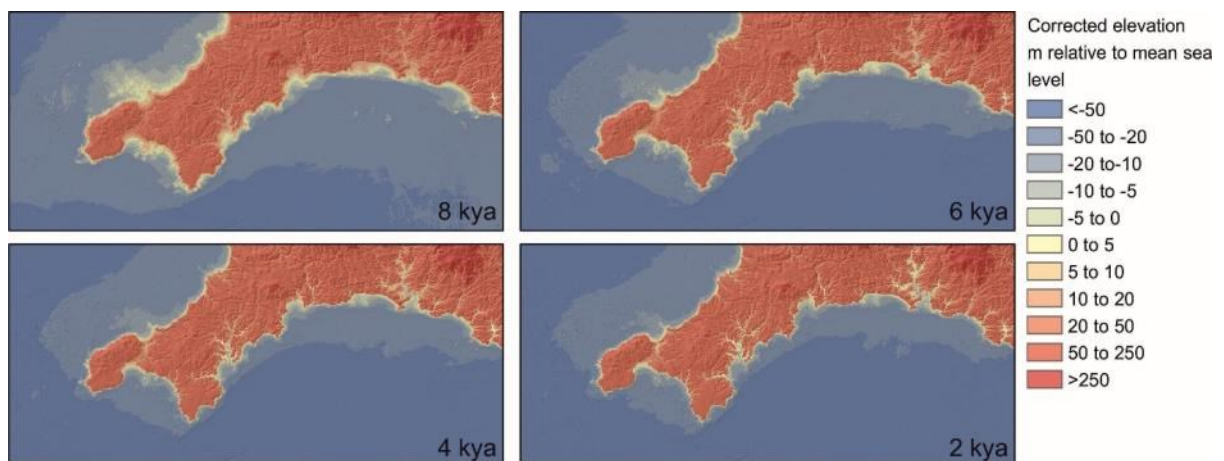 8 kya
6 kya
4 kya
2 kya
Corrected elevation
m relative to mean sea
level
<-50
-50 to -20
-20 to-10
-10 to -5
-5 to 0
0 to 5
5 to 10
10 to 20
20 to 50
50 to 250
>250